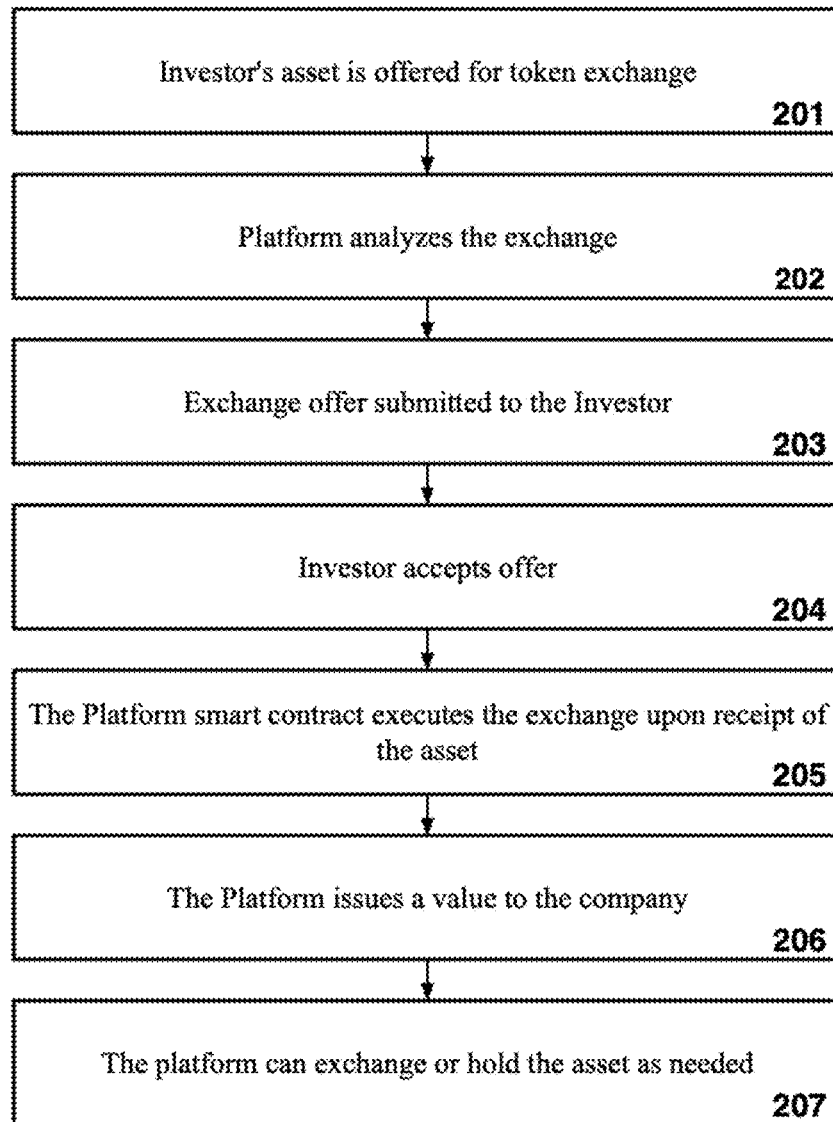 Investor's asset is offered for token exchange
201
Platform analyzes the exchange
202
Exchange offer submitted to the Investor
203
Investor accepts offer
204
The Platform smart contract executes the exchange upon receipt of
the asset
205
The Platform issues a value to the company
206
The platform can exchange or hold the asset as needed
207